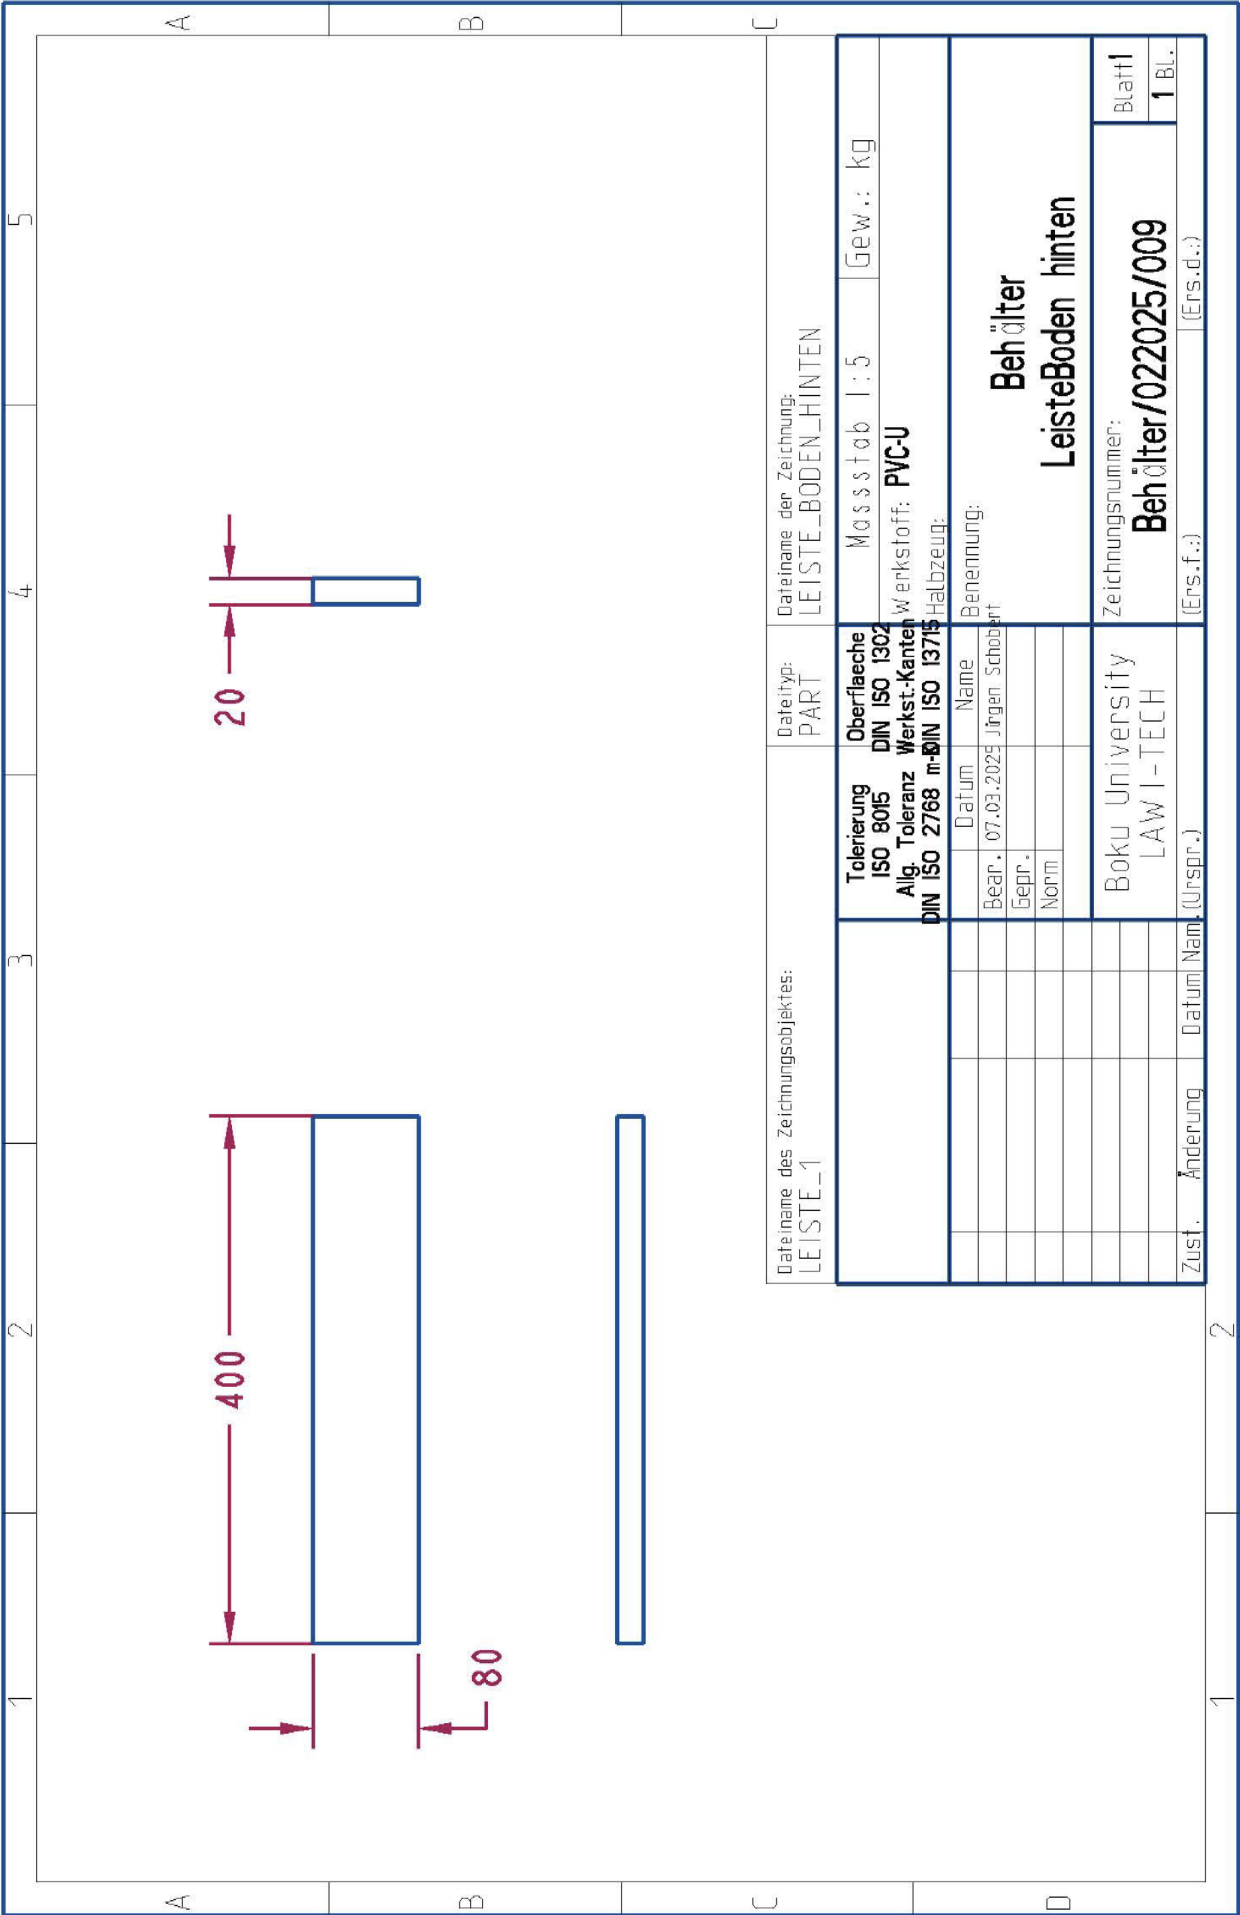 1 2 3 4 5
A A
B B
C C
D
400
20
80
1 2
Dateiname des Zeichnungsobjektes:
LEISTE_1
Dateityp:
PART
Dateiname der Zeichnung:
LEISTE_BODEN_HINTEN
Tolerierung
ISO 8015
Allg. Toleranz
DIN ISO 2768 m-K
Oberflaeche
DIN ISO 1302
Werkst.-Kanten
DIN ISO 13715
Massstab 1:5
Gew.: kg
Werkstoff: PVC-U
Halbzeug:
Datum Name
Bear. 07.03.2025 Jürgen Schobert
Gepr.
Norm
Benennung:
Behälter
LeisteBoden hinten
Boku University
LAWI-TECH
Zeichnungsnummer:
Behälter/022025/009
Blatt1
1 Bl.
Zust. Änderung Datum Nam. (Urspr.) (Ers.f.:) (Ers.d.:)